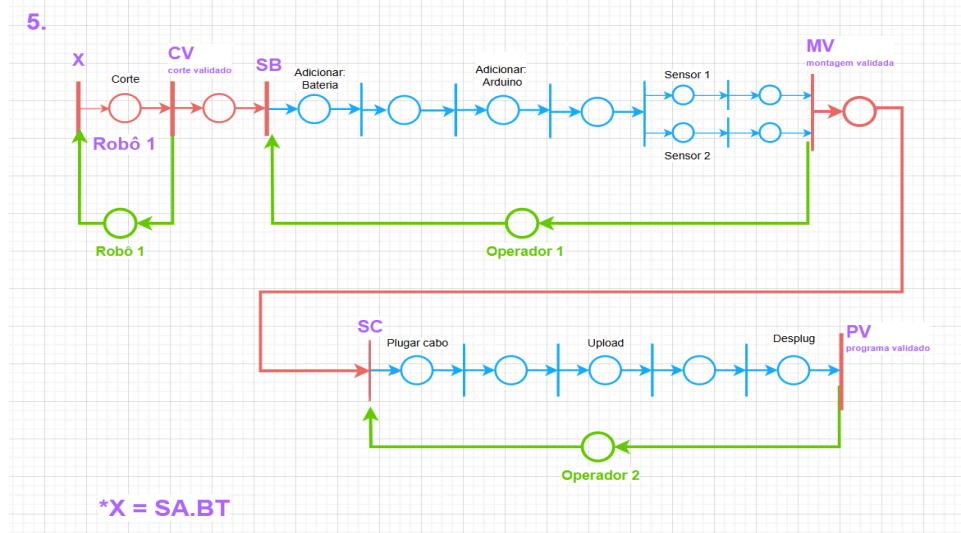 5.
X
CV
corte validado
SB
MV
montagem validada
Corte
Adicionar:
Bateria
Adicionar:
Arduino
Sensor 1
Sensor 2
Robô 1
Robô 1
Operador 1
SC
PV
programa validado
Plugar cabo
Upload
Desplug
Operador 2
*X = SA.BT